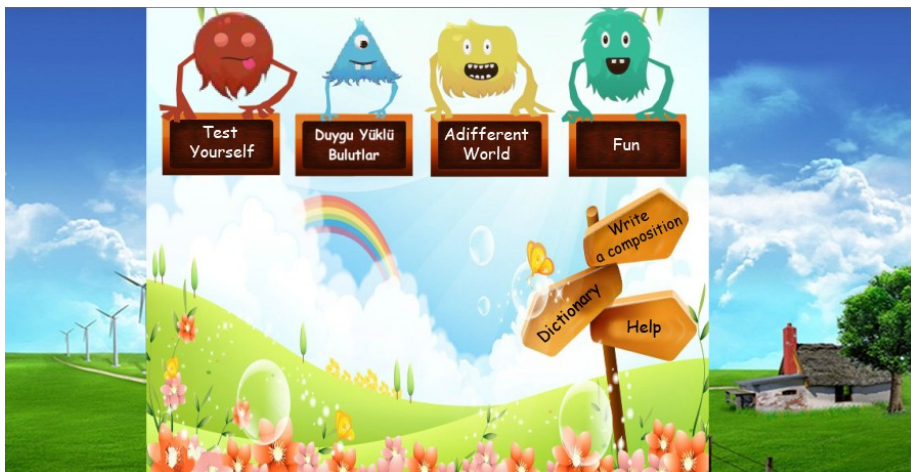 Test
Yourself
Duygu Yüklü
Bulutlar
Adifferent
World
Fun
Write
a composition
Dictionary
Help